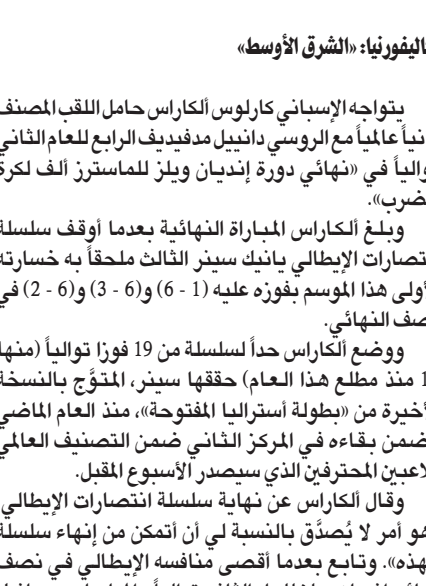 اليفورنيا: «الشرق الأوسط»
يتواجه الإسباني كارلوس ألكاراس حامل اللقب المصنف
انياً عالمياً مع الروسي دانييل مدفيديف الرابع للعام الثاني
والياً في «نهائي دورة إنديان ويلز للماسترز ألف لكرة
ضرب».
وبلغ ألكاراس المباراة النهائية بعدما أوقف سلسلة
نتصارات الإيطالي يانيك سينر الثالث ملحقاً به خسارته
أولى هذا الموسم بفوزه عليه (1 - 6) و(6 - 3) و(6 - 2) في
صف النهائي.
ووضع ألكاراس حداً لسلسلة من 19 فوزا توالياً (منها
1 منذ مطلع هذا العام) حققها سينر، المتوَّج بالنسخة
أخيرة من «بطولة أستراليا المفتوحة»، منذ العام الماضي
ضمن بقاءه في المركز الثاني ضمن التصنيف العالمي
لاعبين المحترفين الذي سيصدر الأسبوع المقبل.
وقال ألكاراس عن نهاية سلسلة انتصارات الإيطالي
هو أمر لا يُصدَّق بالنسبة لي أن أتمكن من إنهاء سلسلة
هذه». وتابع بعدما أقصى منافسه الإيطالي في نصف